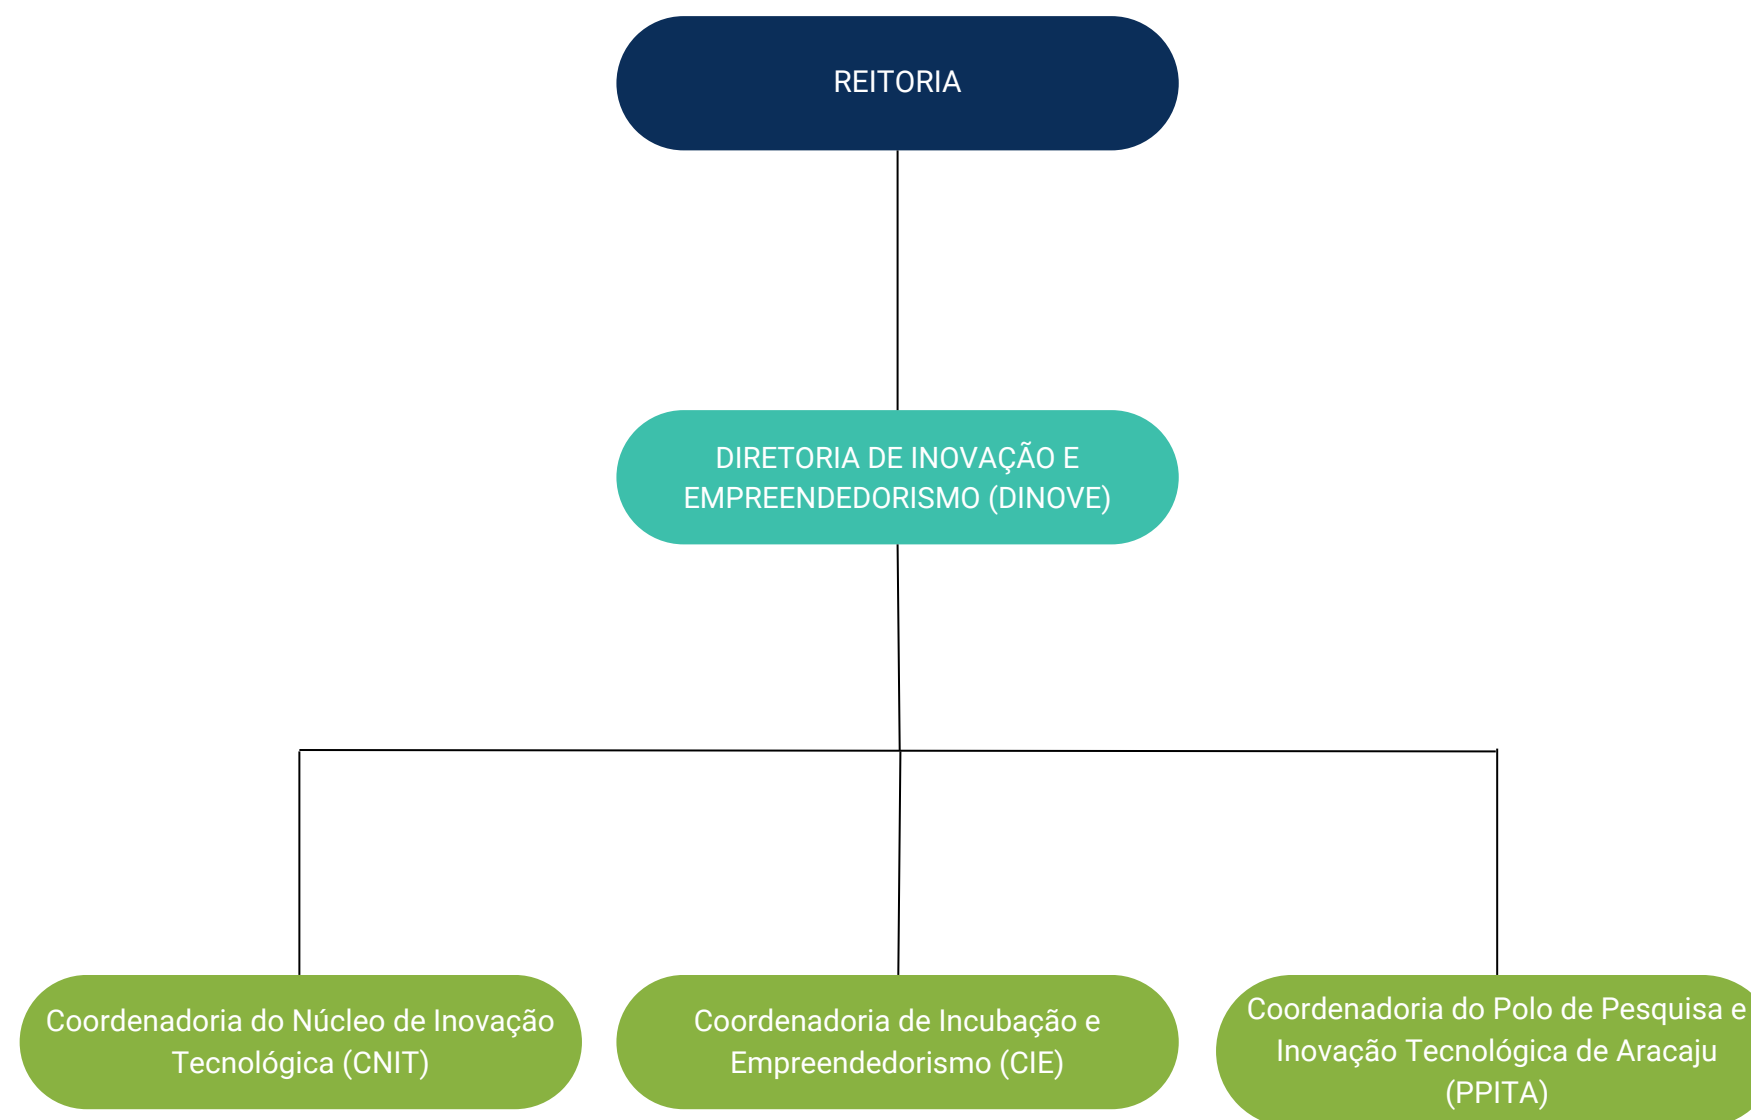 REITORIA
DIRETORIA DE INOVAÇÃO E
EMPREENDEDORISMO (DINOVE)
Coordenadoria do Núcleo de Inovação
Tecnológica (CNIT)
Coordenadoria de Incubação e
Empreendedorismo (CIE)
Coordenadoria do Polo de Pesquisa e
Inovação Tecnológica de Aracaju
(PPITA)